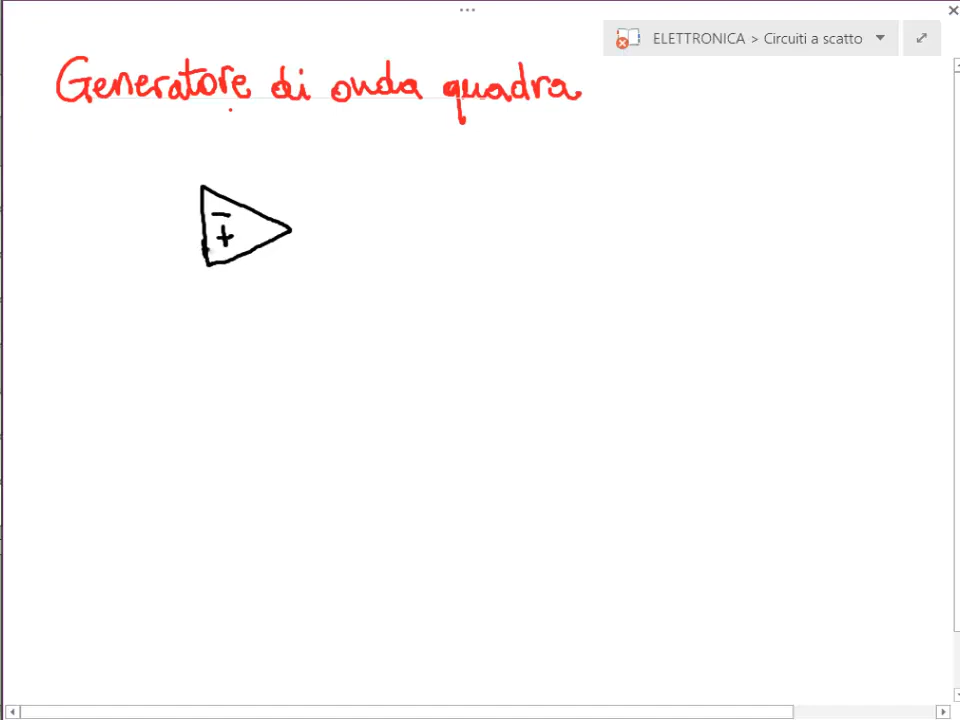 ELETTRONICA > Circuiti a scatto
Generatore di onda quadra
−
+